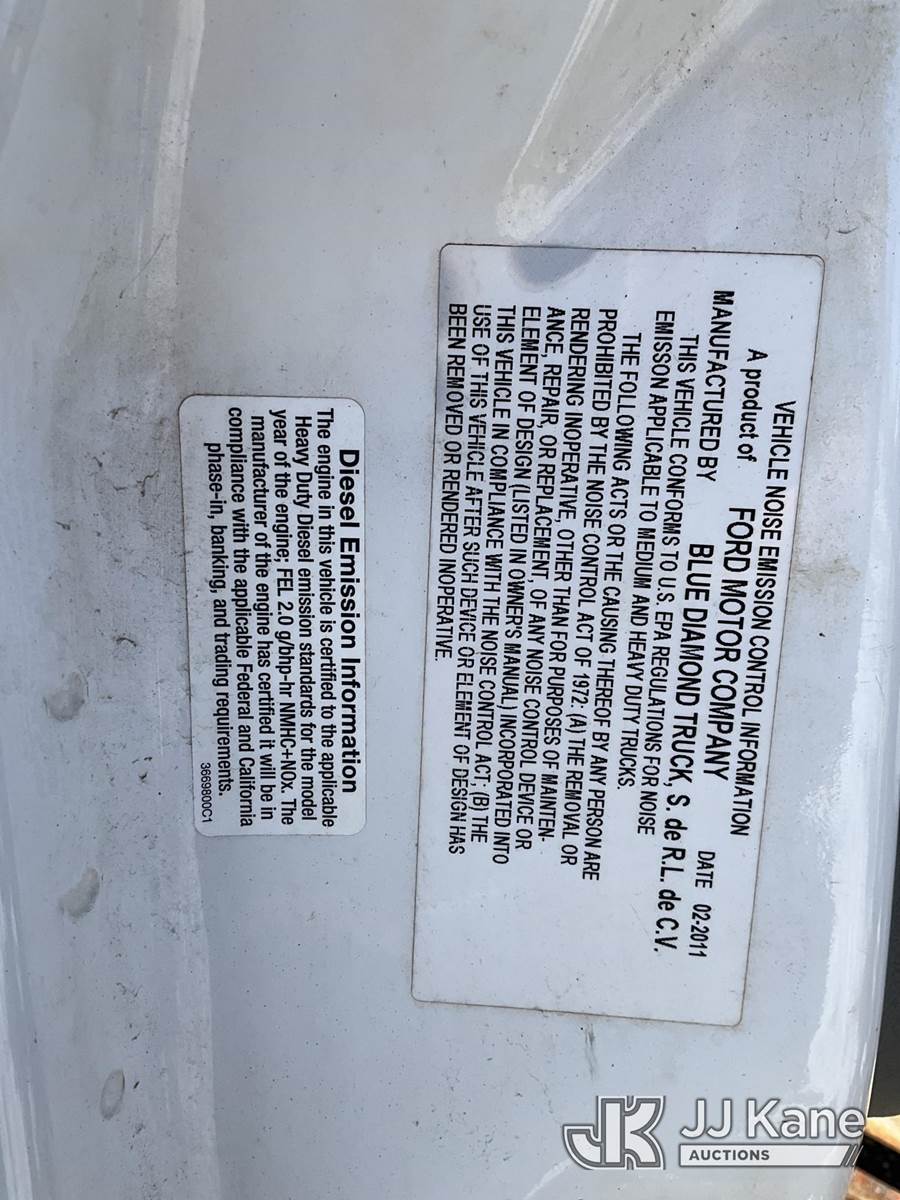 VEHICLE NOISE EMISSION CONTROL INFORMATION
A product of FORD MOTOR COMPANY DATE 02-2011
MANUFACTURED BY BLUE DIAMOND TRUCK, S. de R.L. de C.V.
THIS VEHICLE CONFORMS TO U.S. EPA REGULATIONS FOR NOISE
EMISSON APPLICABLE TO MEDIUM AND HEAVY DUTY TRUCKS.
THE FOLLOWING ACTS OR THE CAUSING THEREOF BY ANY PERSON ARE
PROHIBITED BY THE NOISE CONTROL ACT OF 1972: (A) THE REMOVAL OR
RENDERING INOPERATIVE, OTHER THAN FOR PURPOSES OF MAINTEN-
ANCE, REPAIR, OR REPLACEMENT, OF ANY NOISE CONTROL DEVICE OR
ELEMENT OF DESIGN (LISTED IN OWNER'S MANUAL) INCORPORATED INTO
THIS VEHICLE IN COMPLIANCE WITH THE NOISE CONTROL ACT; (B) THE
USE OF THIS VEHICLE AFTER SUCH DEVICE OR ELEMENT OF DESIGN HAS
BEEN REMOVED OR RENDERED INOPERATIVE.
Diesel Emission Information
The engine in this vehicle is certified to the applicable
Heavy Duty Diesel emission standards for the model
year of the engine; FEL 2.0 g/bhp-hr NMHC+NOx. The
manufacturer of the engine has certified it will be in
compliance with the applicable Federal and California
phase-in, banking, and trading requirements.
3669800C1
JK JJ Kane
AUCTIONS